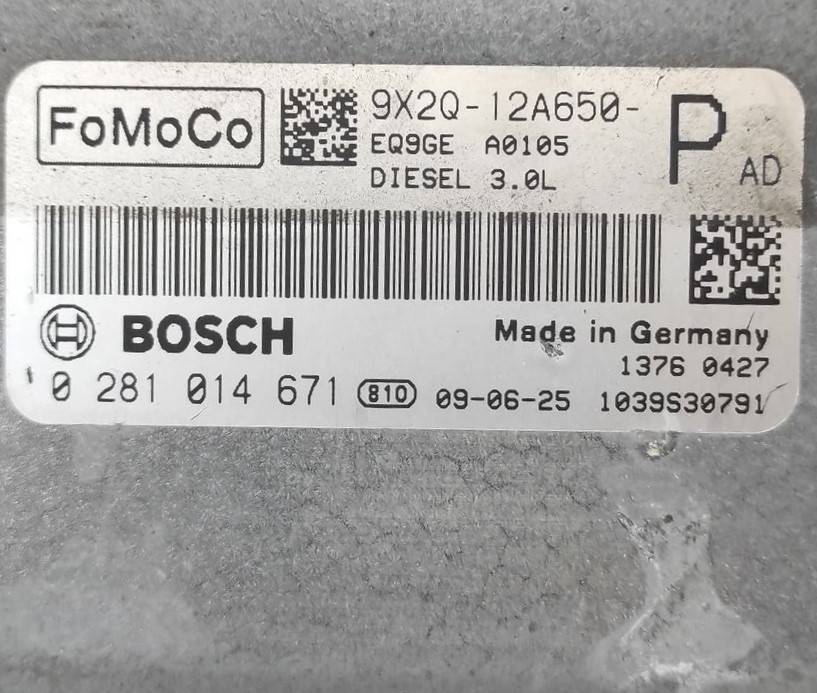 FoMoCo
9X2Q-12A650-
P
AD
EQ9GE A0105
DIESEL 3.0L
BOSCH
Made in Germany
1376 0427
0 281 014 671 810 09-06-25 1039S30791